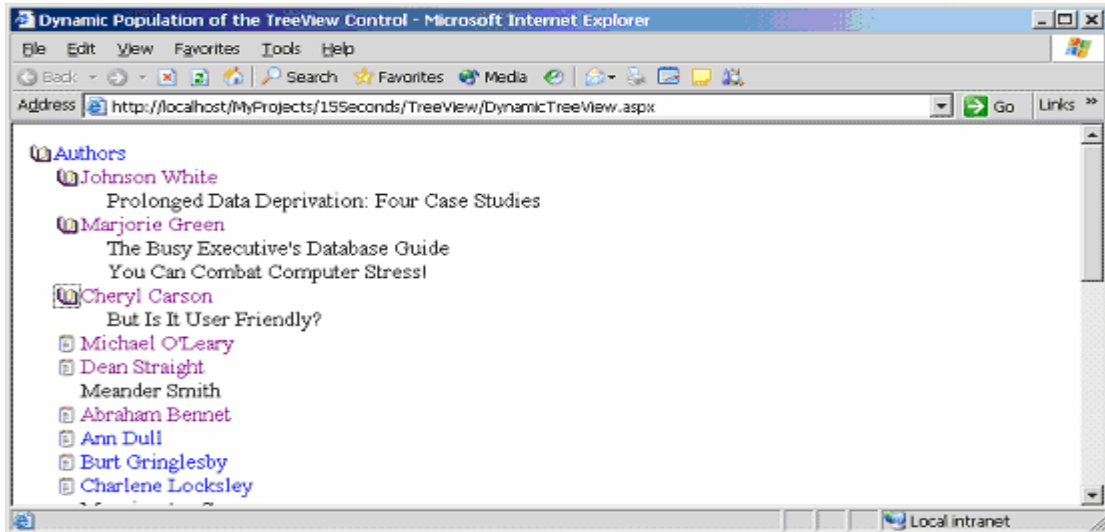 Dynamic Population of the TreeView Control - Microsoft Internet Explorer
File Edit View Favorites Tools Help
Back Search Favorites Media
Address http://localhost/MyProjects/15Seconds/TreeView/DynamicTreeView.aspx Go Links »
Authors
Johnson White
Prolonged Data Deprivation: Four Case Studies
Marjorie Green
The Busy Executive's Database Guide
You Can Combat Computer Stress!
Cheryl Carson
But Is It User Friendly?
Michael O'Leary
Dean Straight
Meander Smith
Abraham Bennet
Ann Dull
Burt Gringlesby
Charlene Locksley
Local intranet